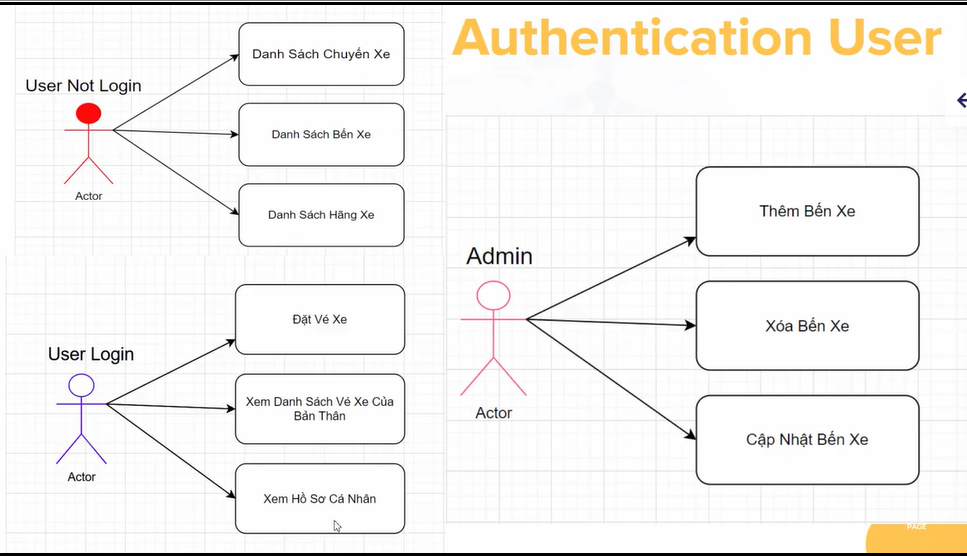 Authentication User
User Not Login
Actor
Danh Sách Chuyến Xe
Danh Sách Bến Xe
Danh Sách Hãng Xe
User Login
Actor
Đặt Vé Xe
Xem Danh Sách Vé Xe Của
Bản Thân
Xem Hồ Sơ Cá Nhân
Admin
Actor
Thêm Bến Xe
Xóa Bến Xe
Cập Nhật Bến Xe
PAGE